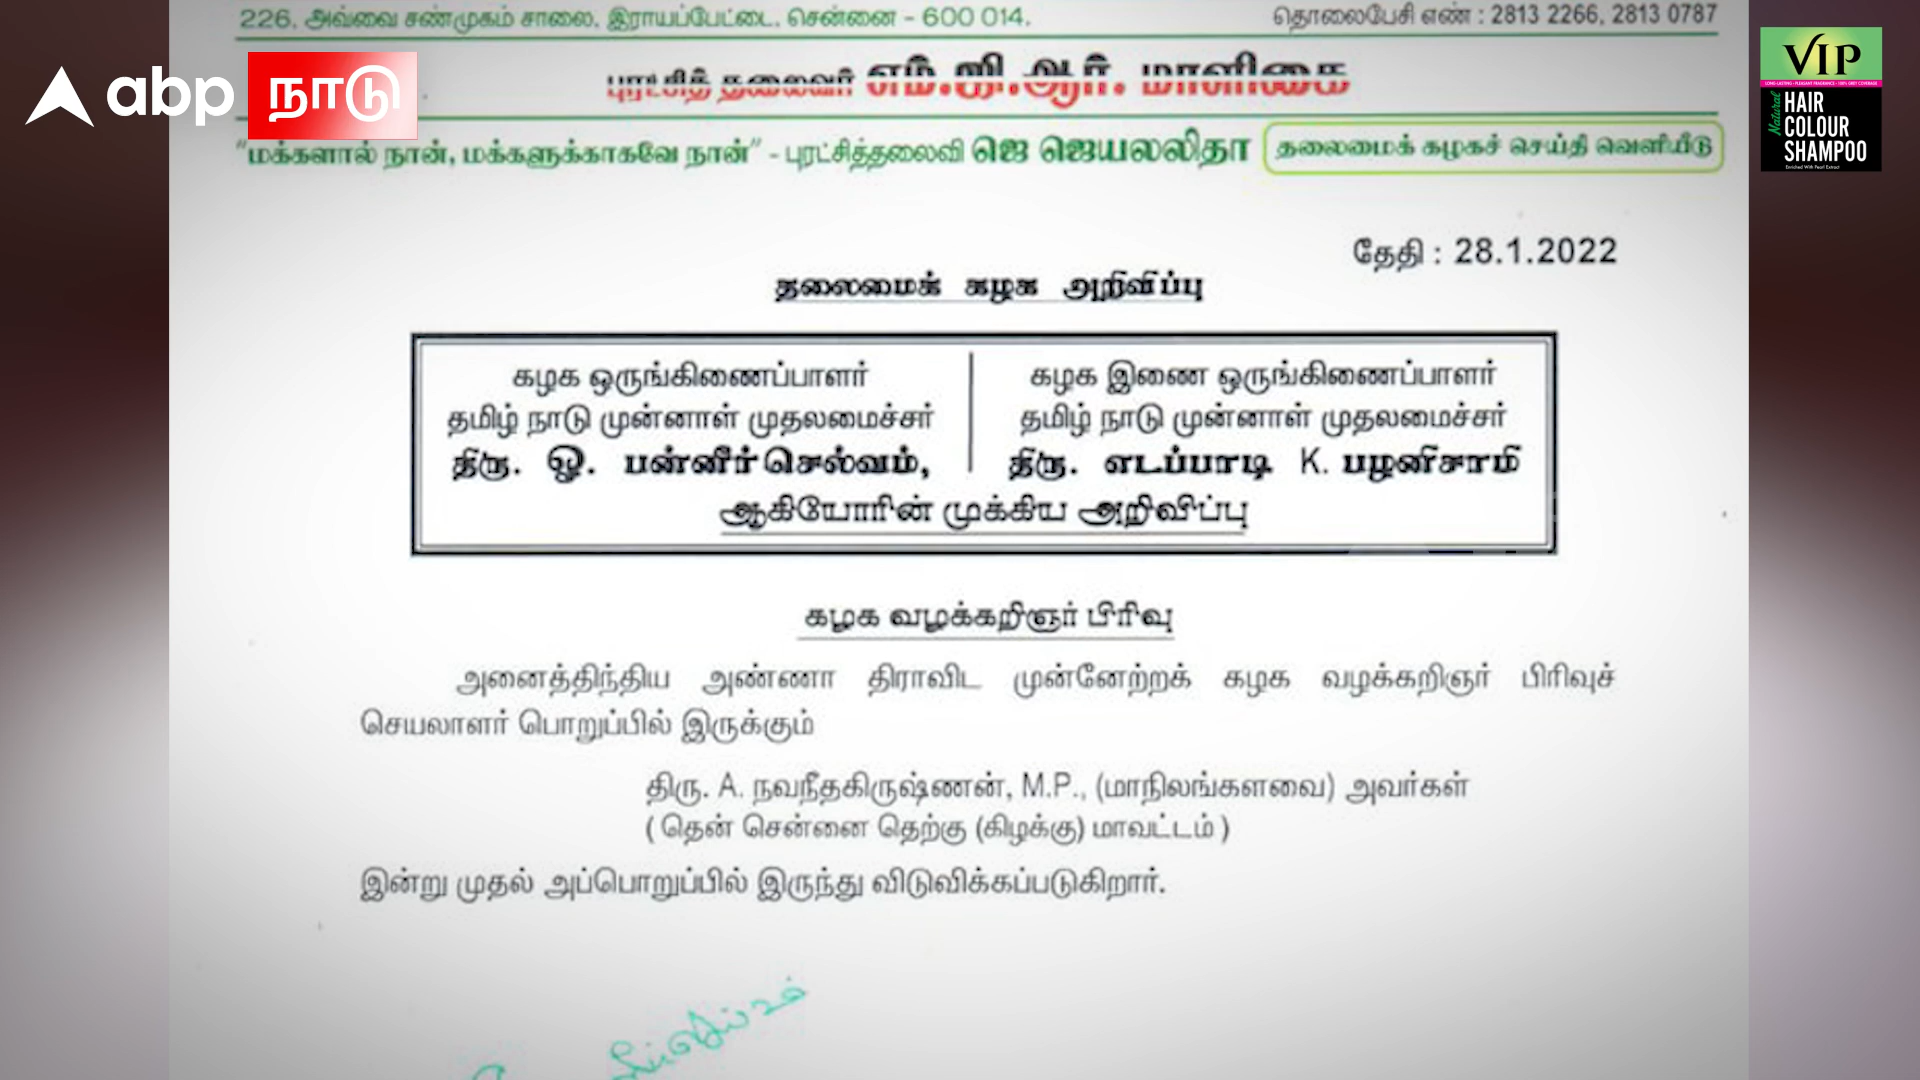 226, அவ்வை சண்முகம் சாலை, இராயப்பேட்டை, சென்னை - 600 014. தொலைபேசி எண் : 2813 2266, 2813 0787
abp நாடு
புரட்சித் தலைவர் எம்.ஜி.ஆர். மாளிகை
VIP
Natural HAIR
COLOUR
SHAMPOO
"மக்களால் நான், மக்களுக்காகவே நான்" - புரட்சித்தலைவி ஜெ ஜெயலலிதா தலைமைக் கழகச் செய்தி வெளியீடு
தேதி : 28.1.2022
தலைமைக் கழக அறிவிப்பு
கழக ஒருங்கிணைப்பாளர்
தமிழ் நாடு முன்னாள் முதலமைச்சர்
திரு. ஓ. பன்னீர்செல்வம்,
கழக இணை ஒருங்கிணைப்பாளர்
தமிழ் நாடு முன்னாள் முதலமைச்சர்
திரு. எடப்பாடி K. பழனிசாமி
ஆகியோரின் முக்கிய அறிவிப்பு
கழக வழக்கறிஞர் பிரிவு
அனைத்திந்திய அண்ணா திராவிட முன்னேற்றக் கழக வழக்கறிஞர் பிரிவுச்
செயலாளர் பொறுப்பில் இருக்கும்
திரு. A. நவநீதகிருஷ்ணன், M.P., (மாநிலங்களவை) அவர்கள்
( தென் சென்னை தெற்கு (கிழக்கு) மாவட்டம் )
இன்று முதல் அப்பொறுப்பில் இருந்து விடுவிக்கப்படுகிறார்.